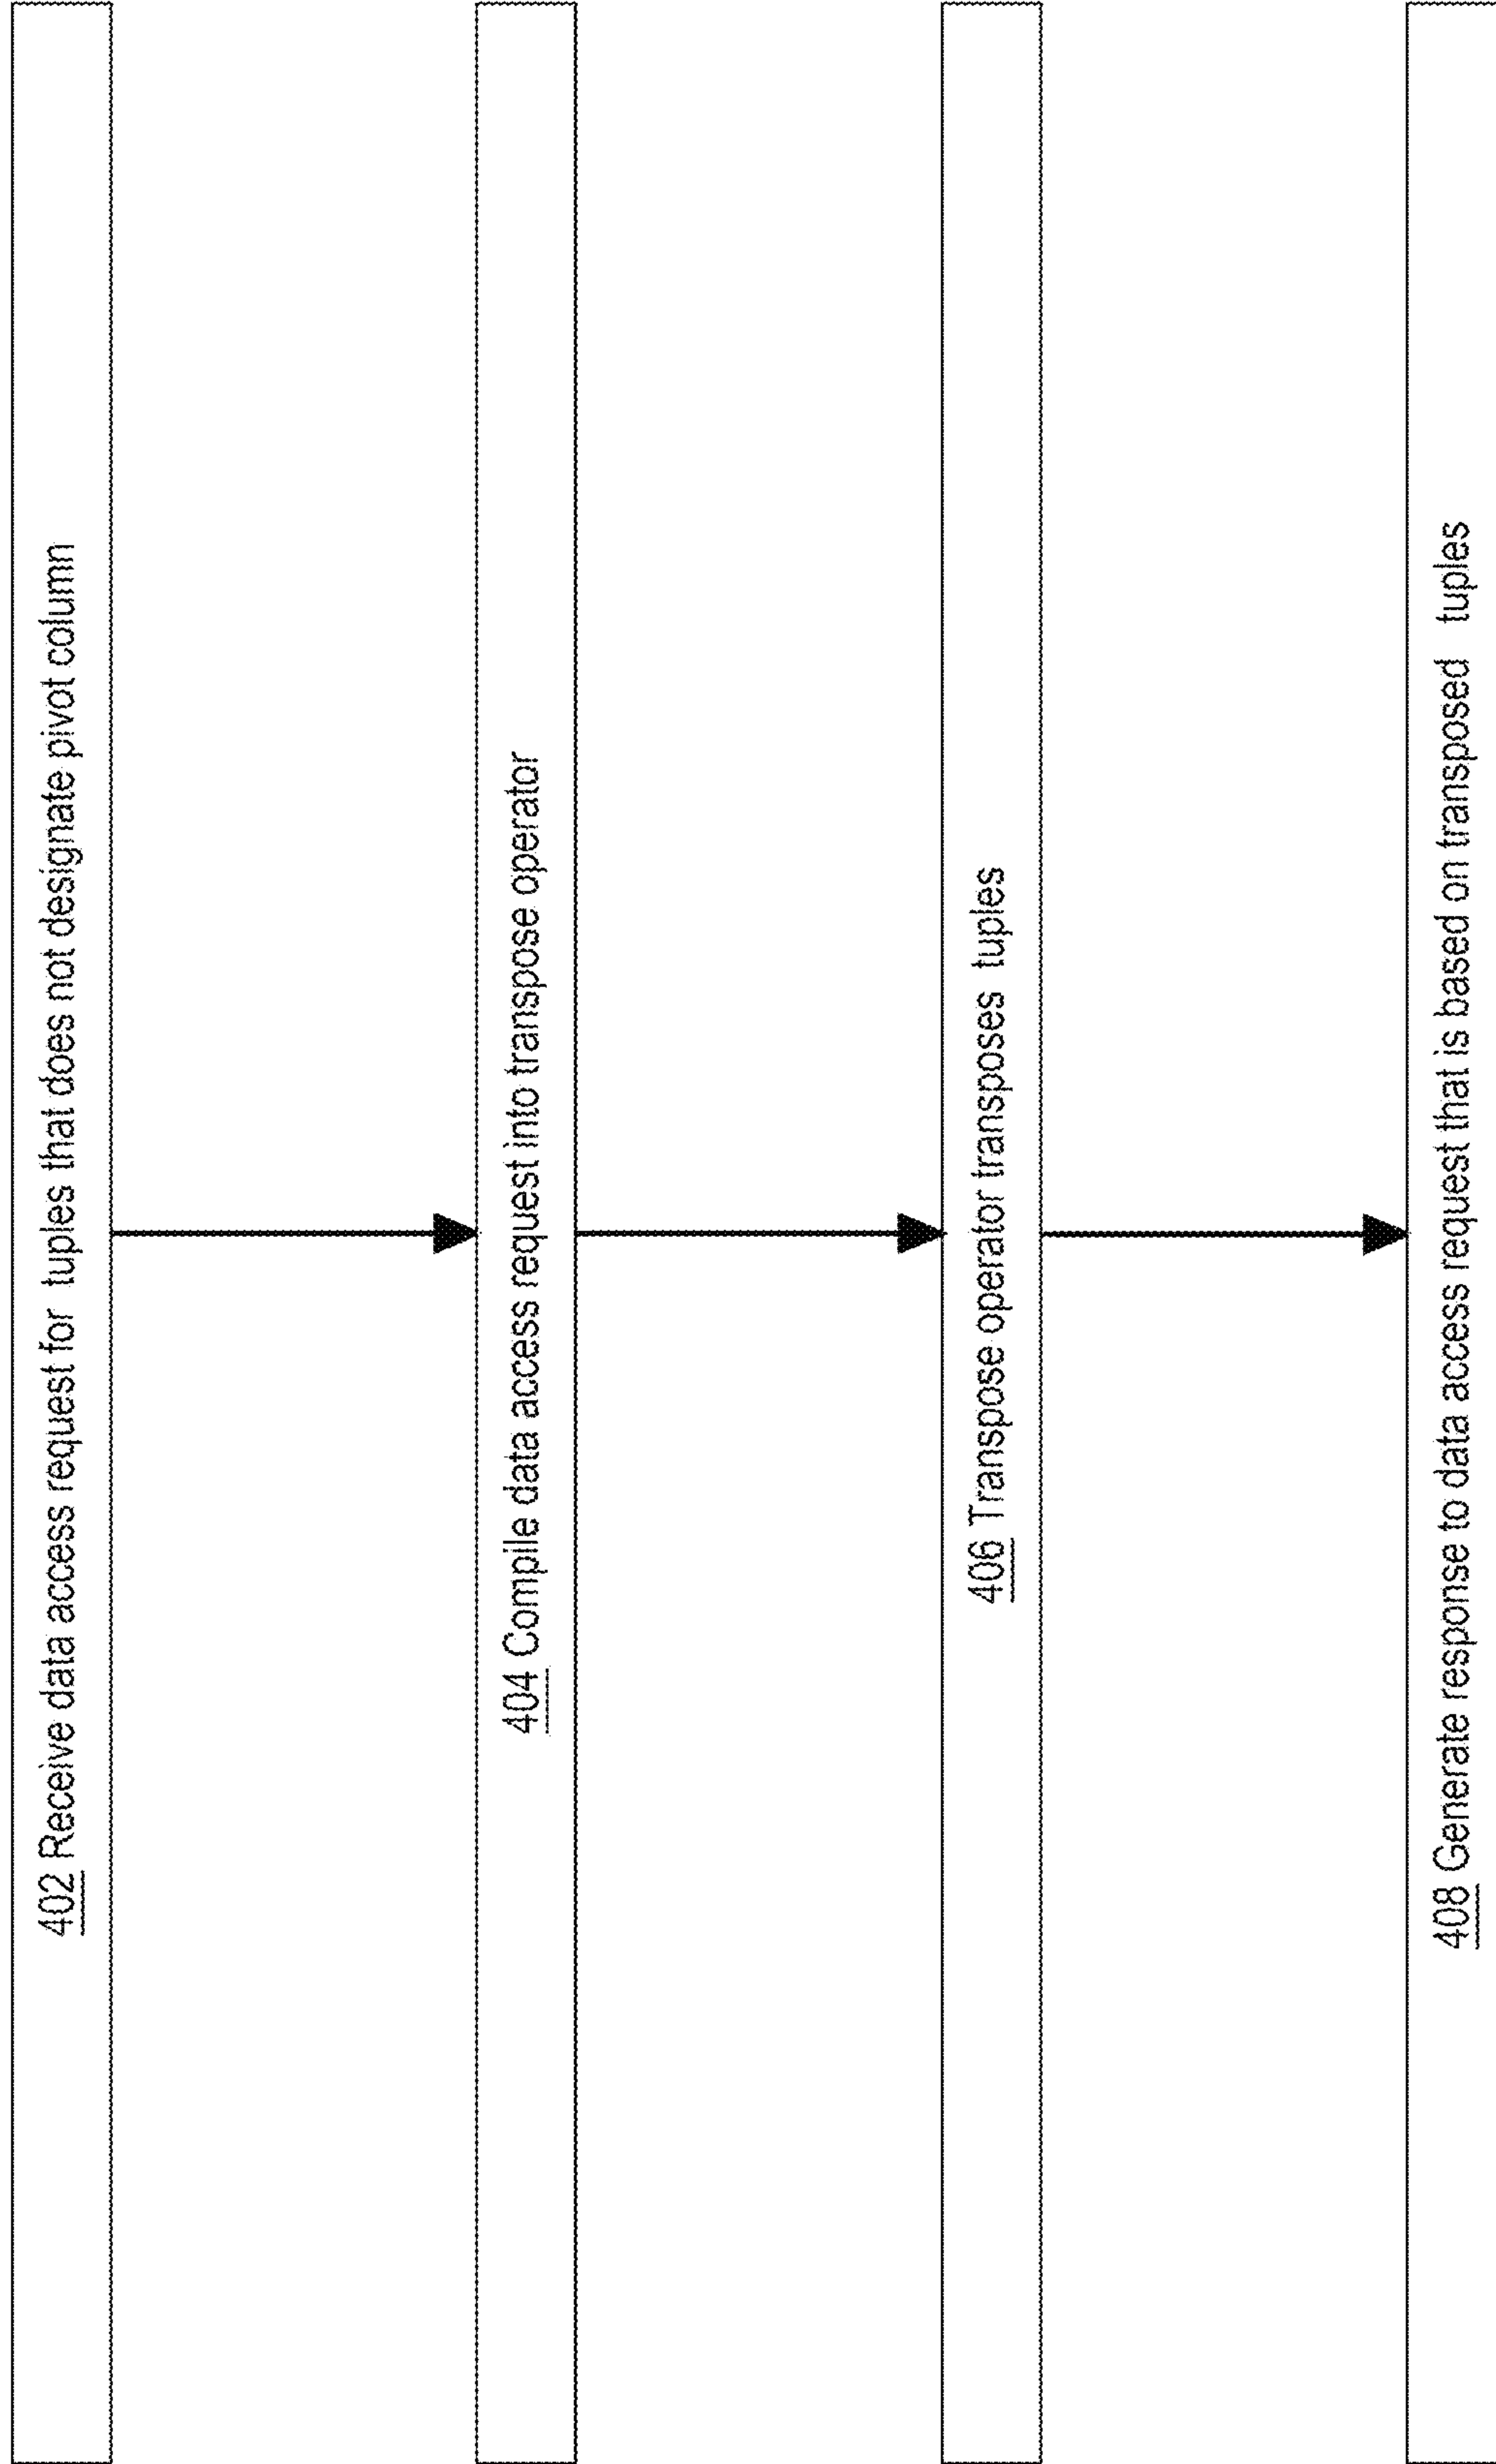 402 Receive data access request for tuples that does not designate pivot column
404 Compile data access request into transpose operator
406 Transpose operator transposes tuples
408 Generate response to data access request that is based on transposed tuples